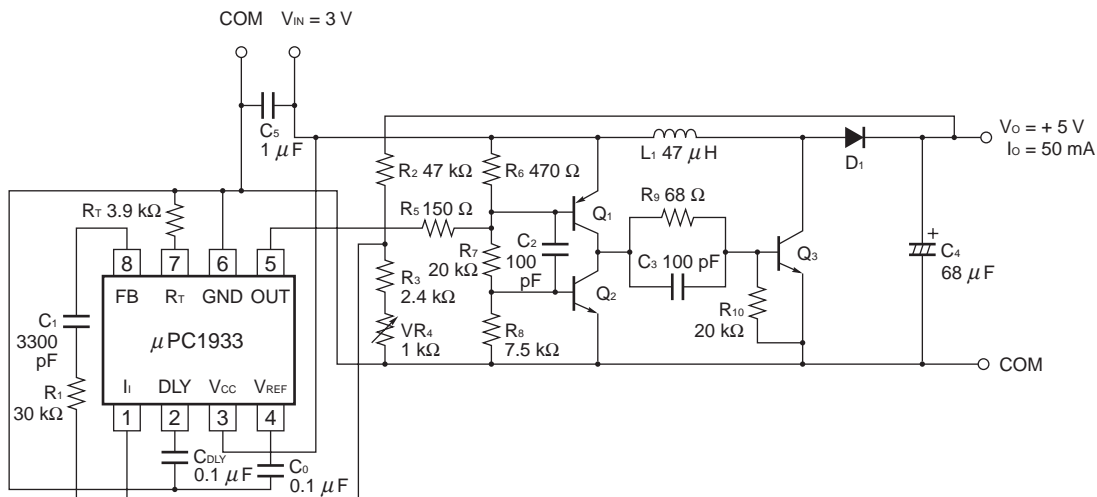 COM
VIN = 3 V
C5
1 μF
VO = + 5 V
IO = 50 mA
L1 47 μH
D1
R2 47 kΩ
R6 470 Ω
RT 3.9 kΩ
R5 150 Ω
Q1
R9 68 Ω
C2
100
pF
R7
20 kΩ
C3 100 pF
Q3
+
C4
68 μF
8
7
6
5
FB
RT
GND
OUT
R3
2.4 kΩ
Q2
R10
20 kΩ
C1
3300
pF
μPC1933
VR4
1 kΩ
R8
7.5 kΩ
COM
R1
30 kΩ
II
DLY
VCC
VREF
1
2
3
4
CDLY
0.1 μF
C0
0.1 μF